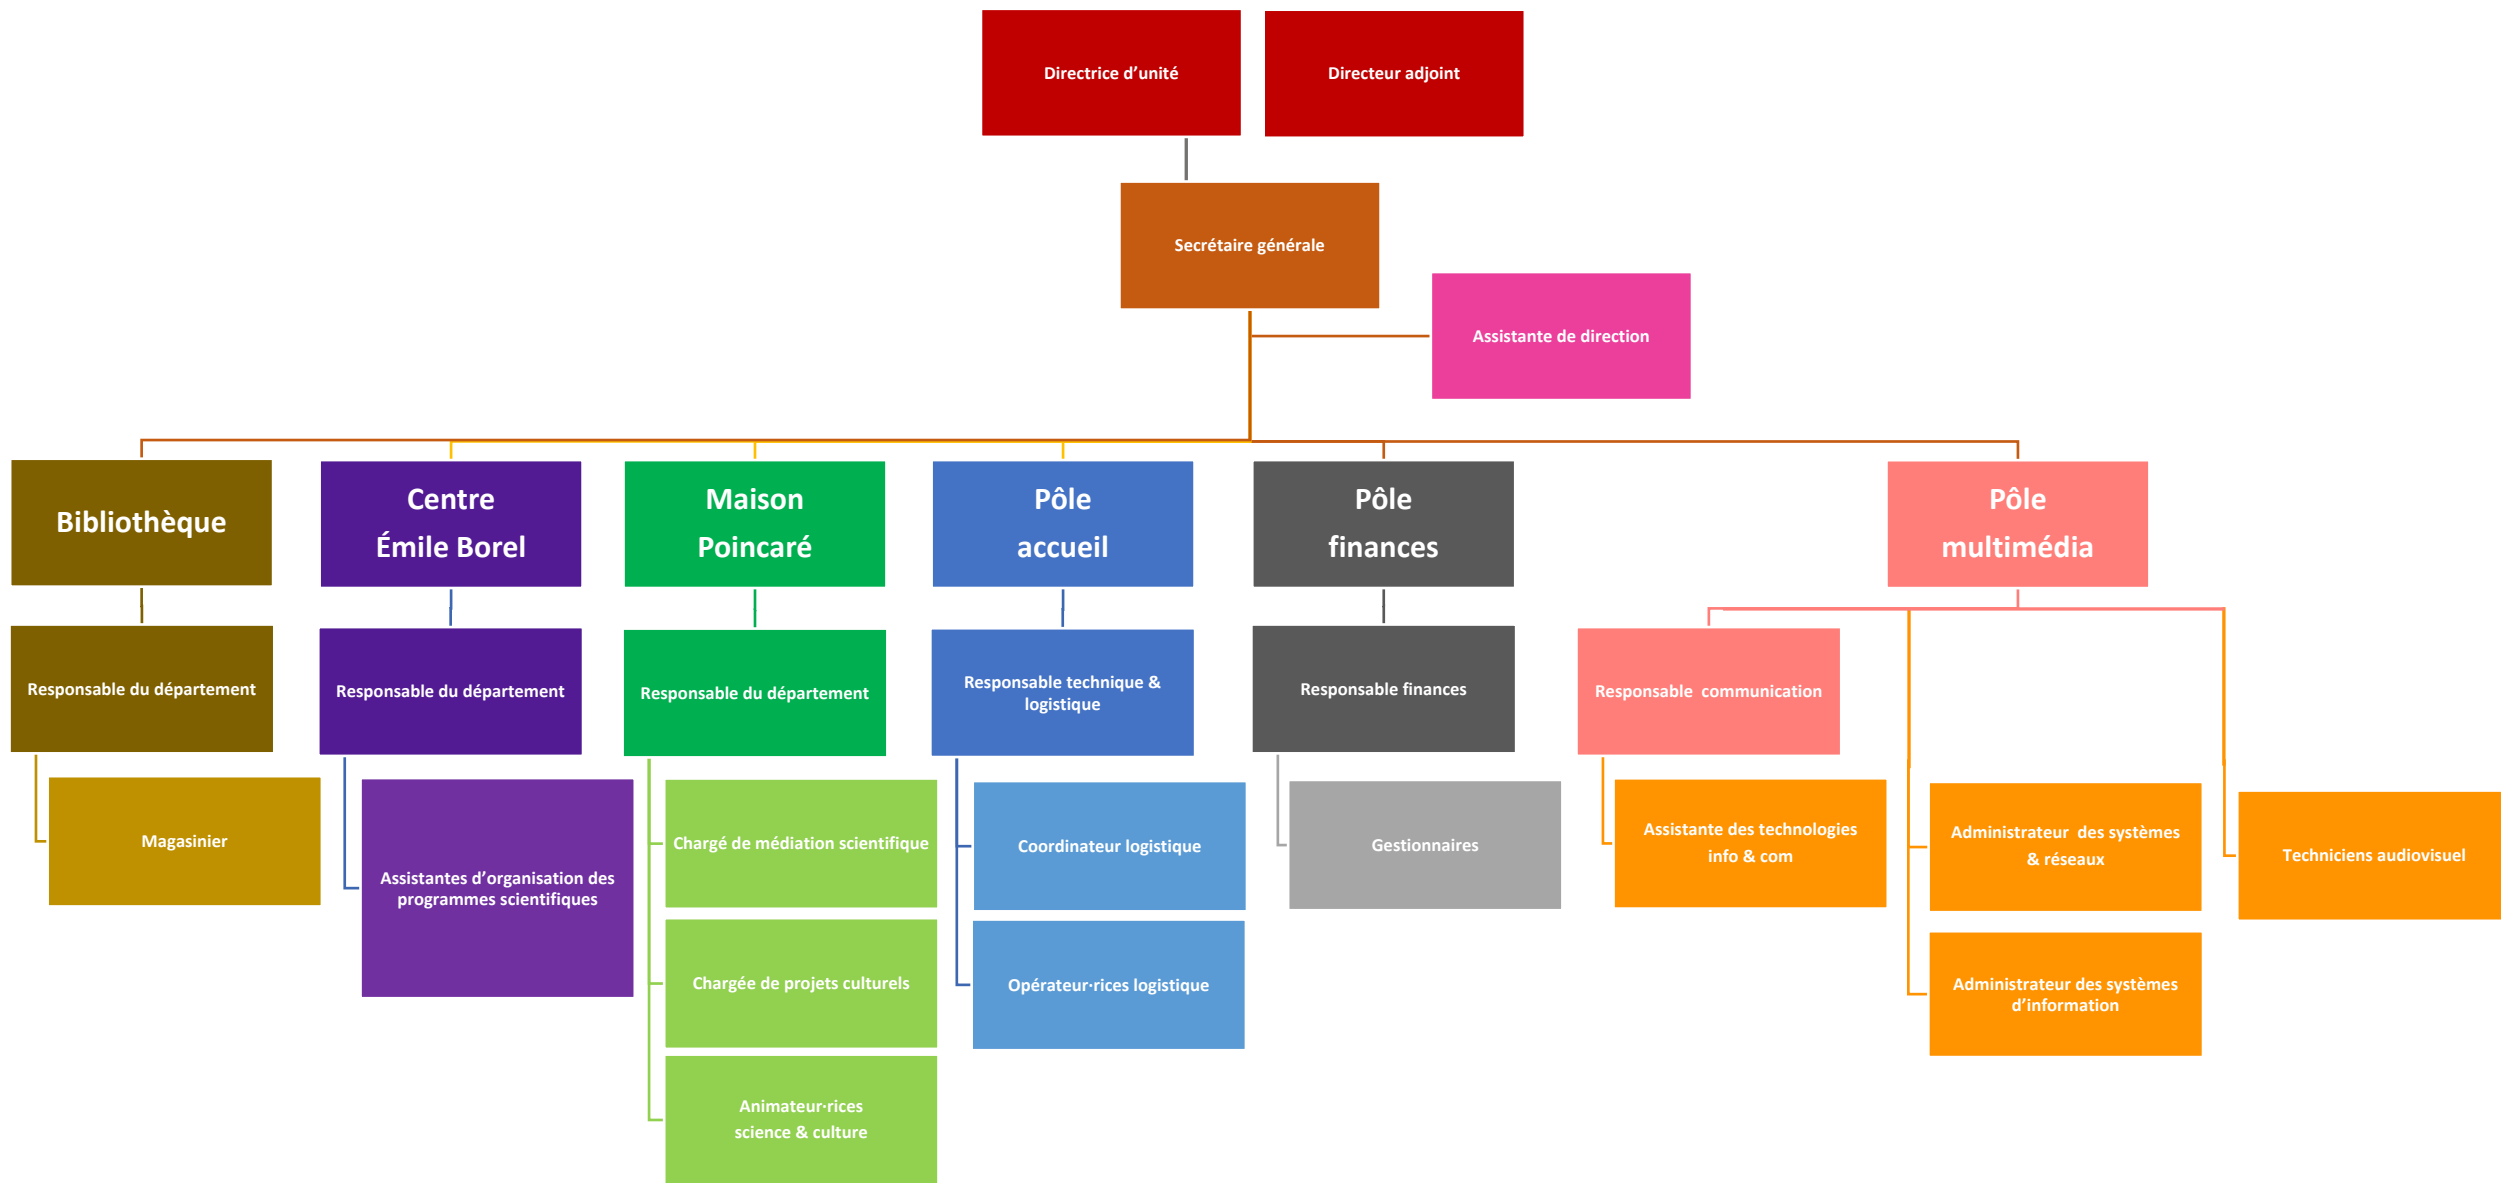 Directrice d’unité
Directeur adjoint
Secrétaire générale
Assistante de direction
Bibliothèque
Centre
Émile Borel
Maison
Poincaré
Pôle
accueil
Pôle
finances
Pôle
multimédia
Responsable du département
Responsable du département
Responsable du département
Responsable technique &
logistique
Responsable finances
Responsable  communication
Magasinier
Assistantes d’organisation des
programmes scientifiques
Chargé de médiation scientifique
Chargée de projets culturels
Animateur·rices
science & culture
Coordinateur logistique
Opérateur·rices logistique
Gestionnaires
Assistante des technologies
info & com
Administrateur  des systèmes
& réseaux
Administrateur des systèmes
d’information
Techniciens audiovisuel